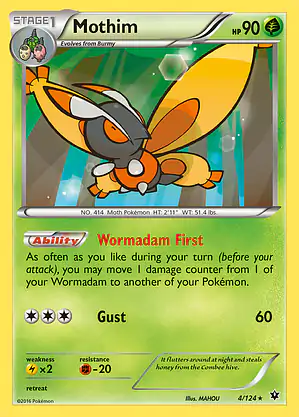 STAGE1 Mothim HP90
Evolves from Burmy
NO. 414 Moth Pokémon HT: 2'11" WT: 51.4 lbs.
Ability Wormadam First
As often as you like during your turn (before your
attack), you may move 1 damage counter from 1 of
your Wormadam to another of your Pokémon.
Gust 60
weakness resistance
×2 -20
It flutters around at night and steals
honey from the Combee hive.
retreat
Illus. MAHOU 4/124
©2016 Pokémon